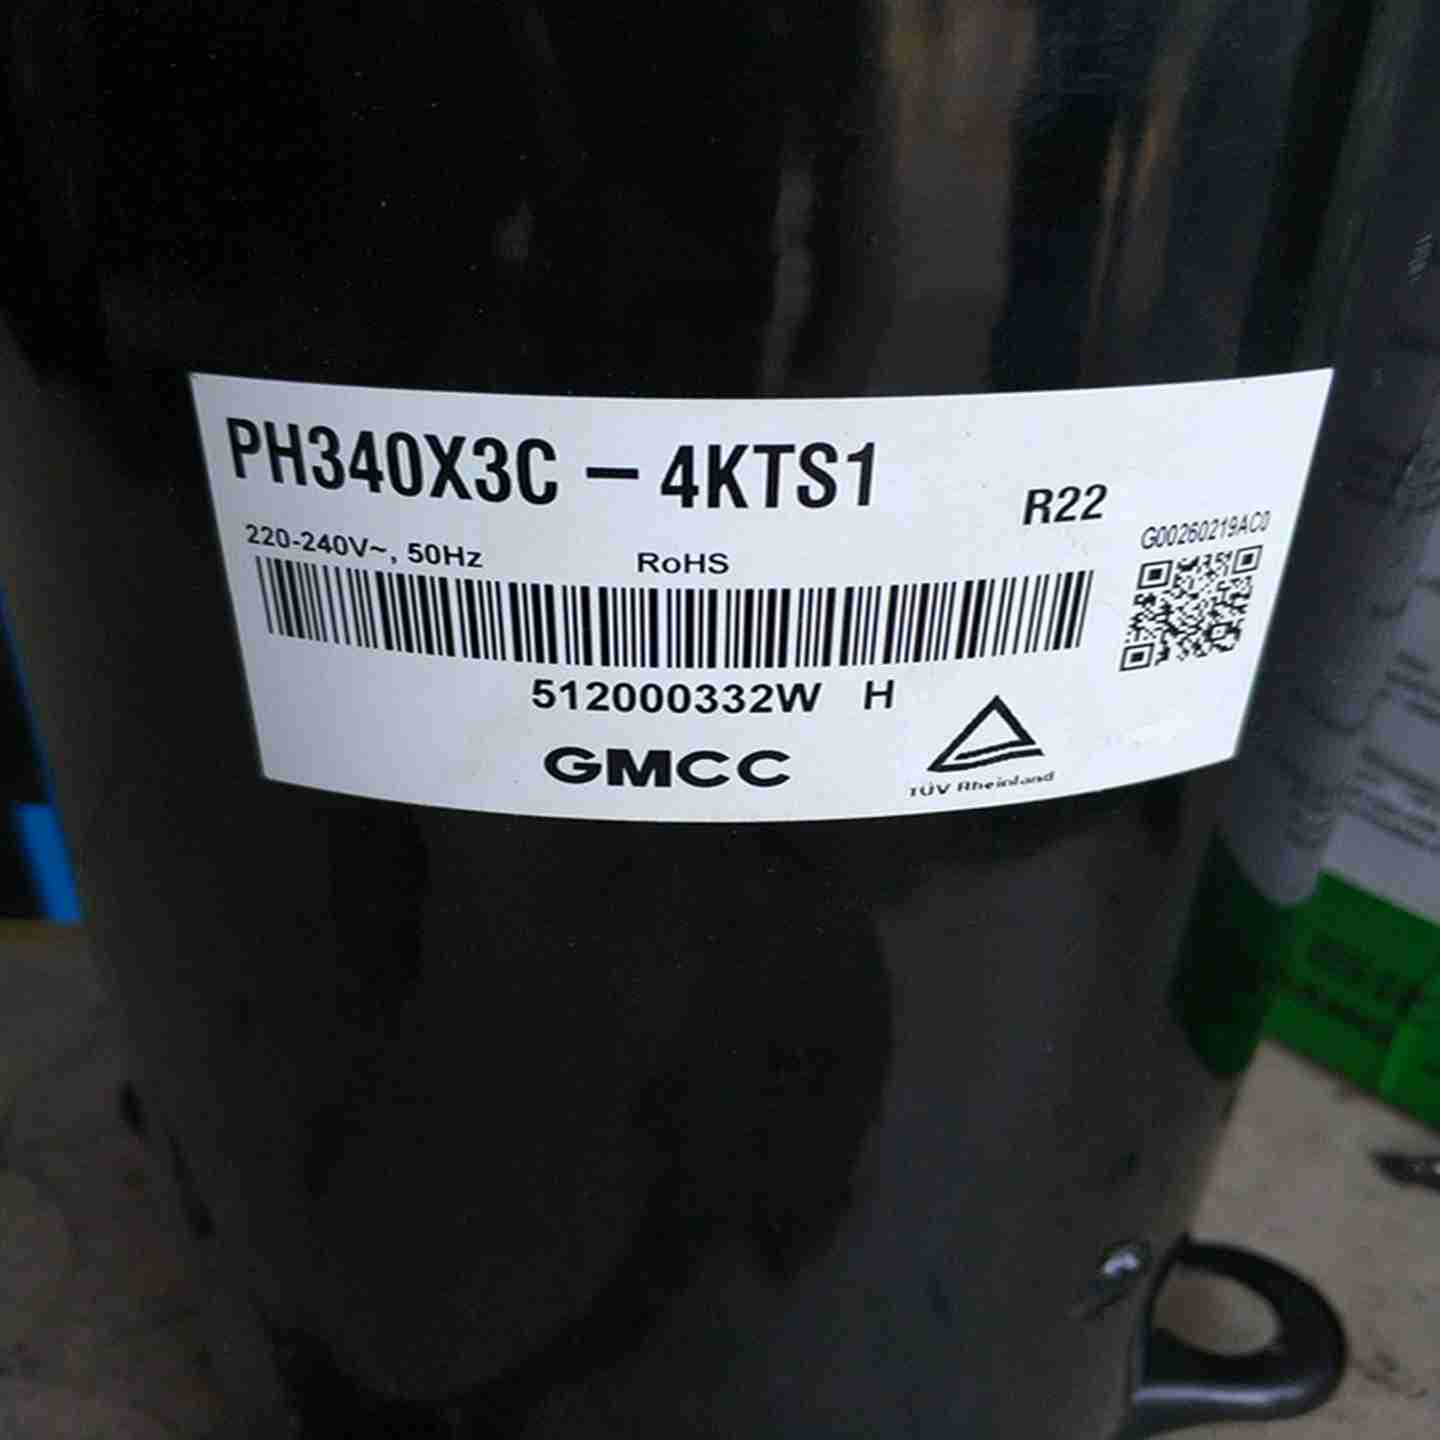 PH340X3C – 4KTS1
R22
220-240V~, 50Hz
RoHS
G00260219AC0
512000332W H
GMCC
TÜV Rheinland